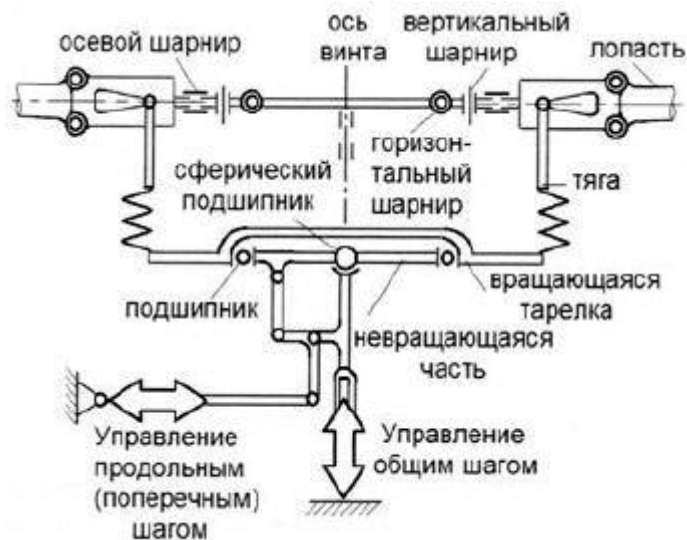 осевой шарнир
ось
винта
вертикальный
шарнир
лопасть
сферический
подшипник
горизон-
тальный
шарнир
тяга
подшипник
вращающаяся
тарелка
невращающаяся
часть
Управление
продольным
(поперечным)
шагом
Управление
общим шагом